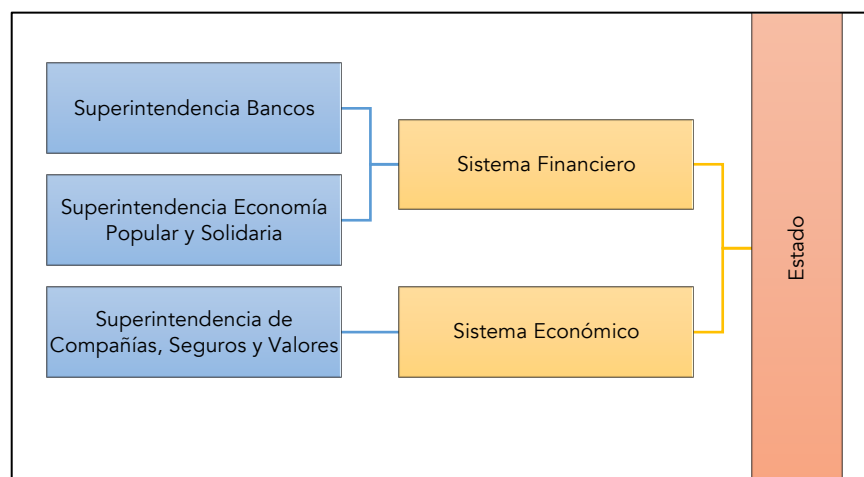 Superintendencia Bancos
Superintendencia Economía
Popular y Solidaria
Superintendencia de
Compañías, Seguros y Valores
Sistema Financiero
Sistema Económico
Estado